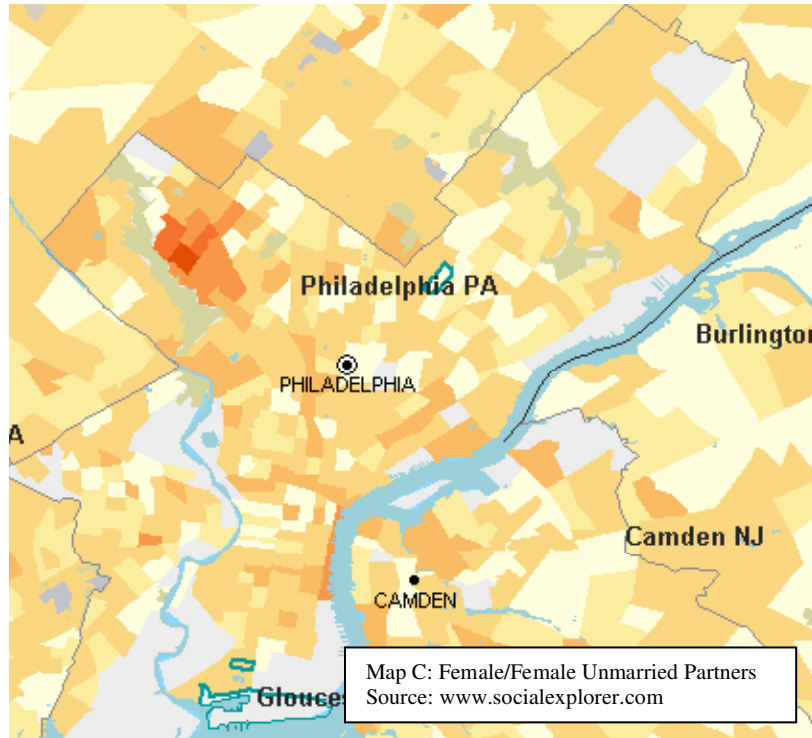 Philadelphia PA
PHILADELPHIA
Burlington
A
Camden NJ
CAMDEN
Glouces
Map C: Female/Female Unmarried Partners
Source: www.socialexplorer.com